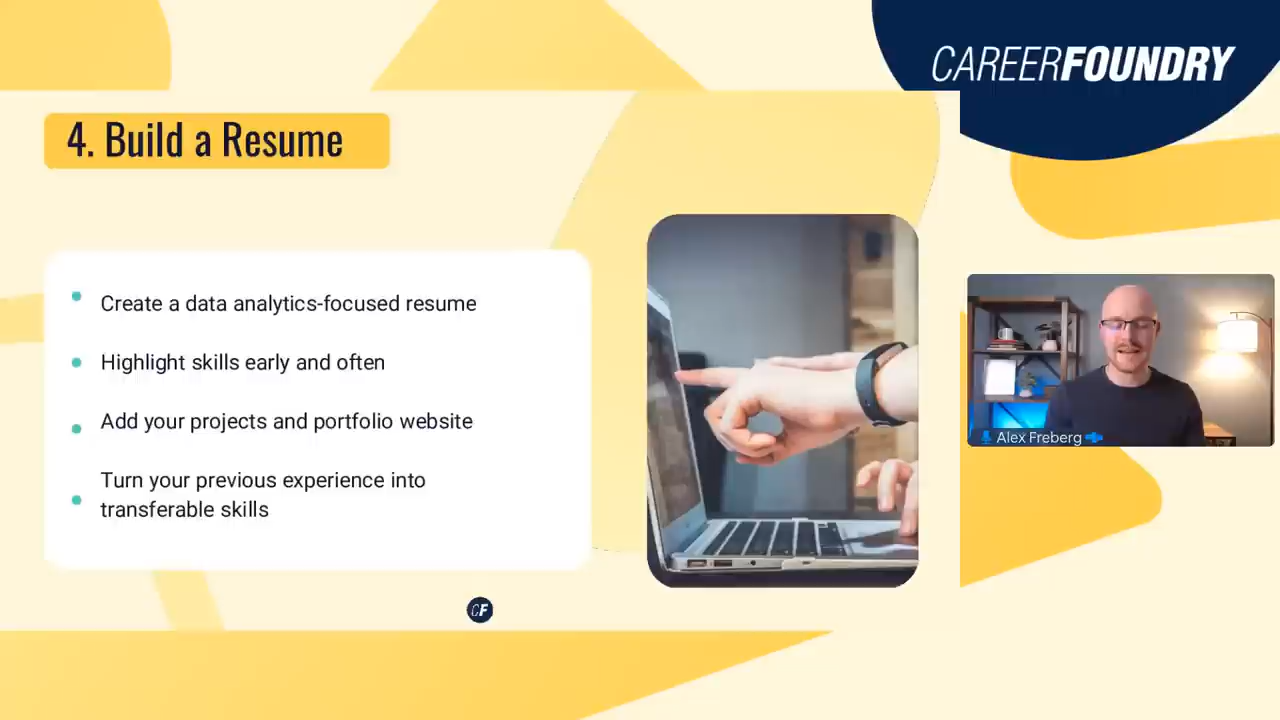 CAREERFOUNDRY
4. Build a Resume
Create a data analytics-focused resume
Highlight skills early and often
Add your projects and portfolio website
Turn your previous experience into
transferable skills
Alex Freberg
CF